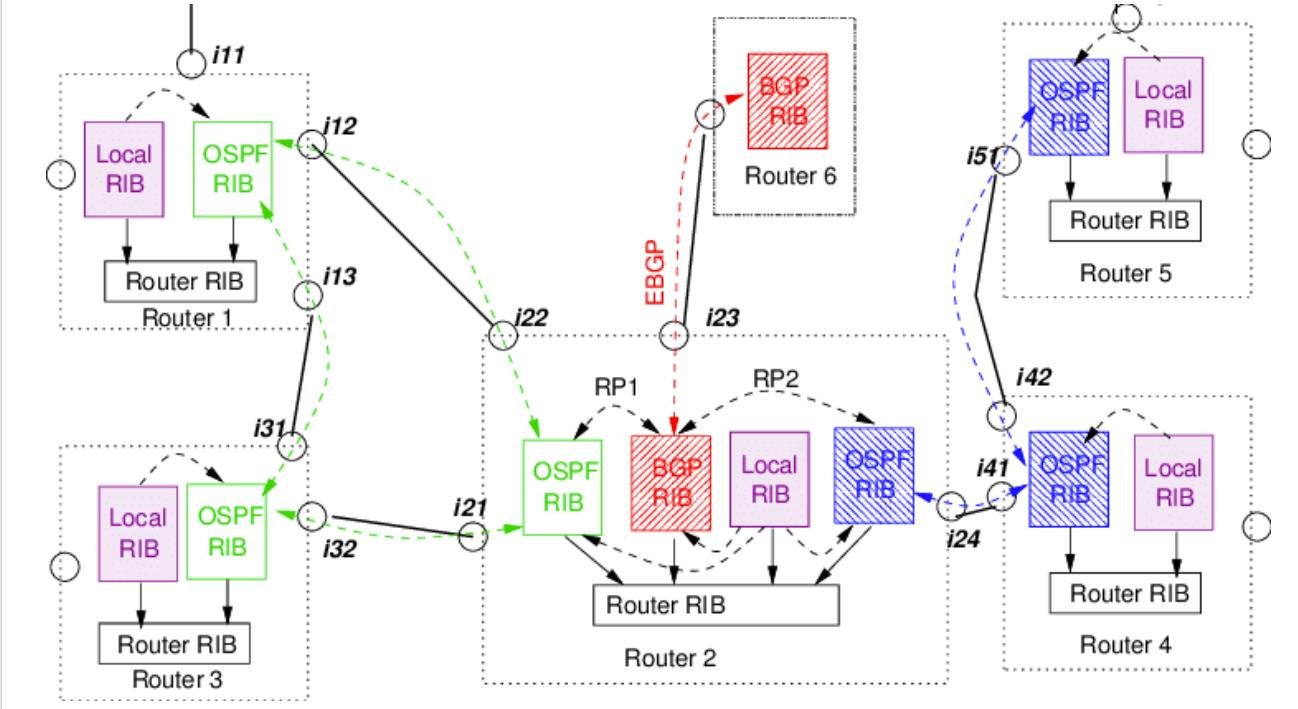 i11
Local
RIB
OSPF
RIB
Router RIB
Router 1
i12
i13
i22
EBGP
BGP
RIB
Router 6
i23
OSPF
RIB
Local
RIB
Router RIB
Router 5
i51
i42
i31
Local
RIB
OSPF
RIB
Router RIB
Router 3
i32
i21
RP1
RP2
OSPF
RIB
BGP
RIB
Local
RIB
OSPF
RIB
Router RIB
Router 2
i24
i41
OSPF
RIB
Local
RIB
Router RIB
Router 4